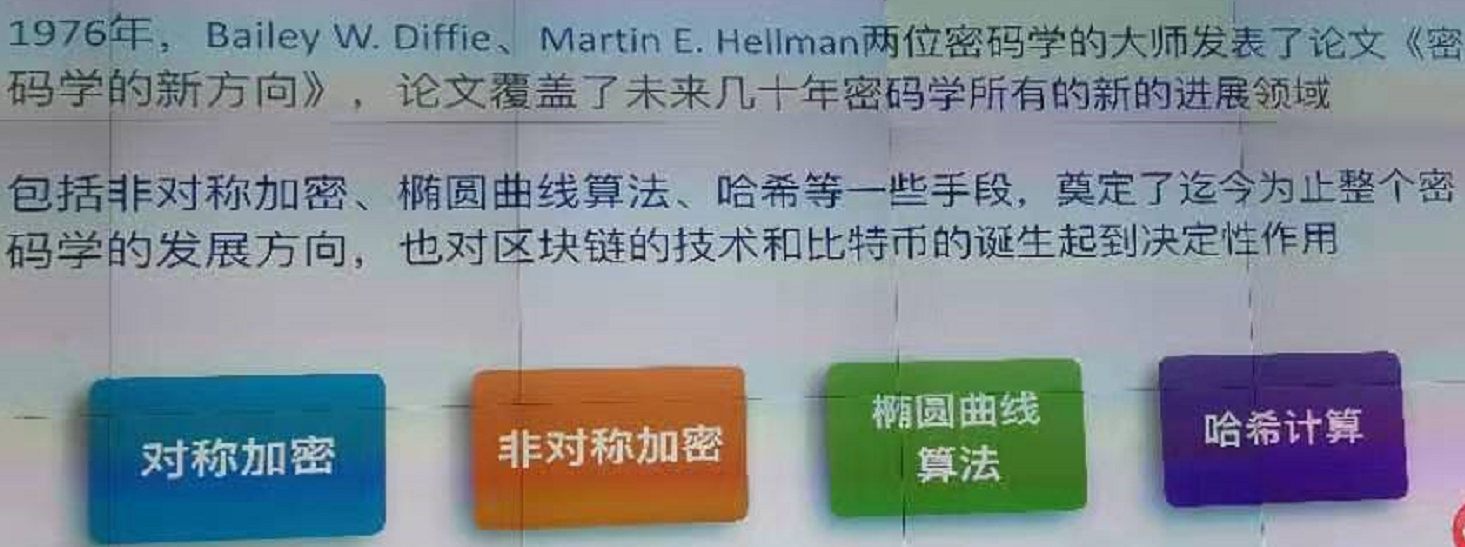 1976年，Bailey W. Diffie、Martin E. Hellman两位密码学的大师发表了论文《密
码学的新方向》，论文覆盖了未来几十年密码学所有的新的进展领域
包括非对称加密、椭圆曲线算法、哈希等一些手段，奠定了迄今为止整个密
码学的发展方向，也对区块链的技术和比特币的诞生起到决定性作用
对称加密
非对称加密
椭圆曲线
算法
哈希计算